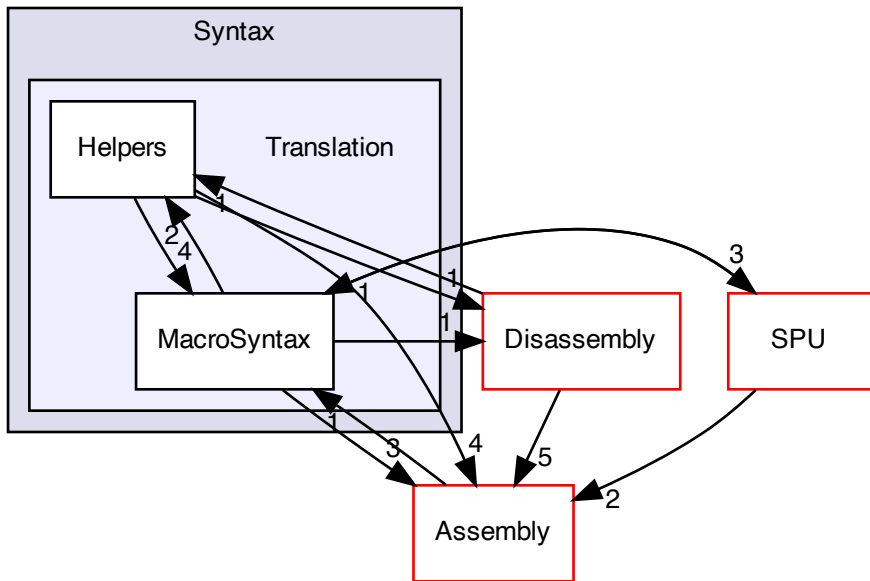 Syntax
Helpers
Translation
1
2
4
3
1
1
MacroSyntax
1
Disassembly
SPU
1
3
4
5
2
Assembly